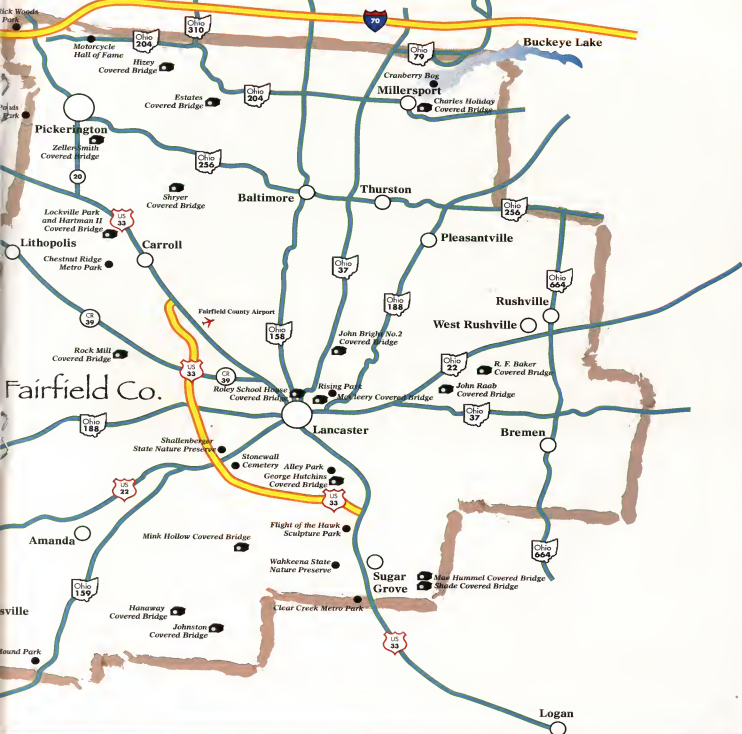 Rick Woods
Park
Ohio
310
70
Motorcycle
Hall of Fame
Ohio
204
Ohio
79
Buckeye Lake
Hizey
Covered Bridge
Cranberry Bog
Estates
Covered Bridge
Ohio
204
Millersport
Charles Holiday
Covered Bridge
Park
Pickerington
Zeller-Smith
Covered Bridge
Ohio
256
20
Shryer
Covered Bridge
Baltimore
Thurston
Ohio
256
Lockville Park
and Hartman II
Covered Bridge
US
33
Lithopolis
Carroll
Pleasantville
Chestnut Ridge
Metro Park
Ohio
37
Ohio
664
Ohio
188
Rushville
CR
39
Fairfield County Airport
West Rushville
Ohio
158
John Bright No.2
Covered Bridge
Rock Mill
Covered Bridge
US
33
CR
39
Ohio
22
R. F. Baker
Covered Bridge
Fairfield Co.
Roley School House
Covered Bridge
Rising Park
McCleery Covered Bridge
John Raab
Covered Bridge
Ohio
188
Lancaster
Ohio
37
Bremen
Shallenberger
State Nature Preserve
Stonewall
Cemetery
Alley Park
George Hutchins
Covered Bridge
US
22
US
33
Flight of the Hawk
Sculpture Park
Amanda
Mink Hollow Covered Bridge
Ohio
664
Wahkeena State
Nature Preserve
Sugar
Grove
Mae Hummel Covered Bridge
Shade Covered Bridge
Ohio
159
sville
Hanaway
Covered Bridge
Clear Creek Metro Park
Johnston
Covered Bridge
US
33
Mound Park
Logan